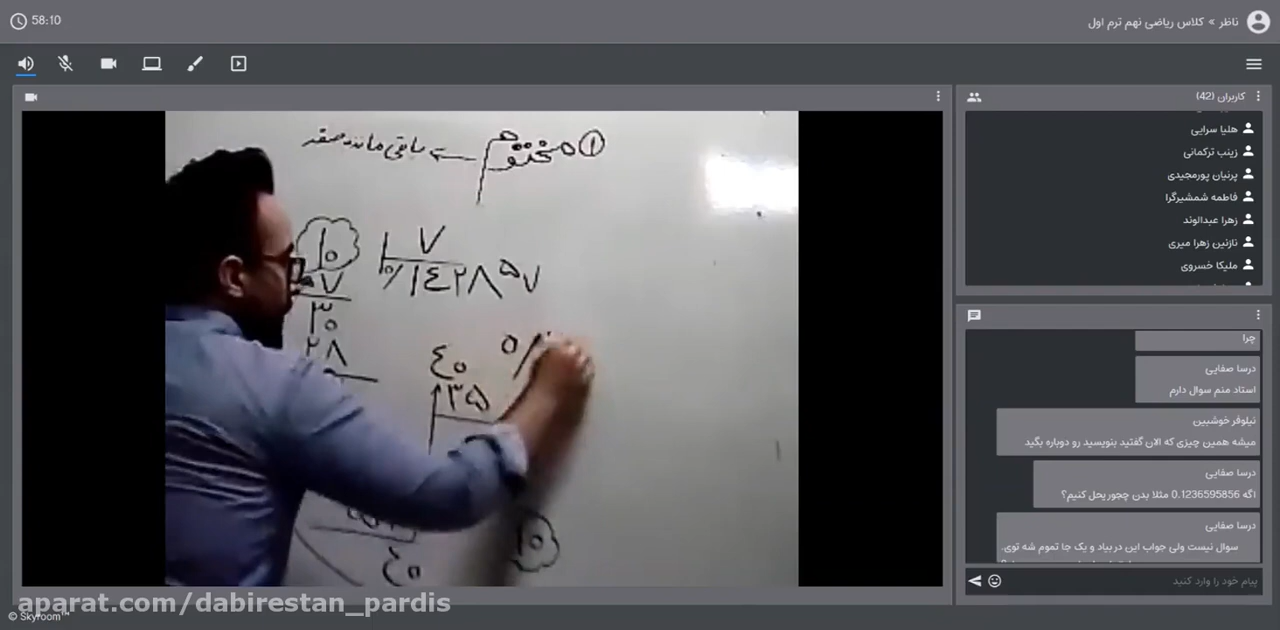 58:10
ناظر » کلاس ریاضی نهم ترم اول
کاربران (42)
هلیا سرایی
زینب ترکمانی
پرنیان پورمجیدی
فاطمه شمشیرگرا
زهرا عبدالوند
نازنین زهرا میری
ملیکا خسروی
چرا
درسا صفایی
استاد منم سوال دارم
نیلوفر خوشبین
میشه همین چیزی که الان گفتید بنویسید رو دوباره بگید
درسا صفایی
اگه 0.1236595856 مثلا بدن چجور یحل کنیم؟
درسا صفایی
سوال نیست ولی جواب این در بیاد و یک جا تموم شه توی.
پیام خود را وارد کنید
① مختوم ← باقی مانده صفر
۱۰ ۷
۰/۱۴۲۸۵۷
۷
۳۰
۲۸
۴۰
۳۵
۰/
۴۰
۱۰
aparat.com/dabirestan_pardis
© Skyroom™